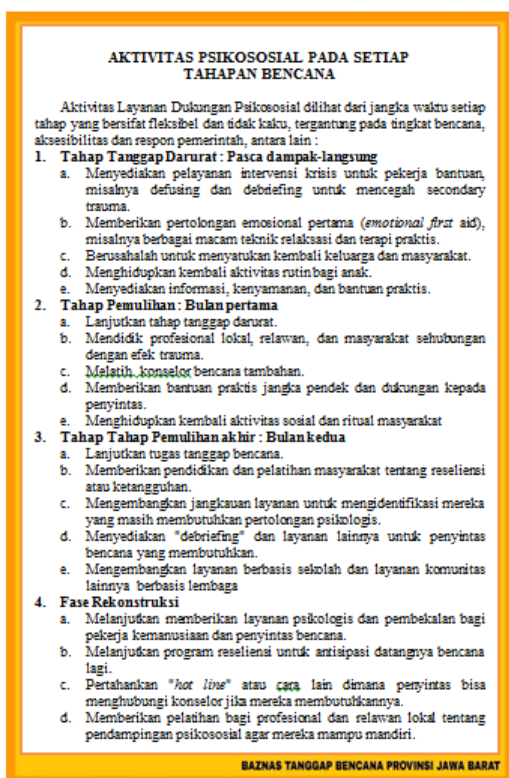 AKTIVITAS PSIKOSOSIAL PADA SETIAP
TAHAPAN BENCANA
Aktivitas Layanan Dukungan Psikososial dilihat dari jangka waktu setiap
tahap yang bersifat fleksibel dan tidak kaku, tergantung pada tingkat bencana,
aksesibilitas dan respon pemerintah, antara lain :
1. Tahap Tanggap Darurat : Pasca dampak-langsung
a. Menyediakan pelayanan intervensi krisis untuk pekerja bantuan,
misalnya defusing dan debriefing untuk mencegah secondary
trauma.
b. Memberikan pertolongan emosional pertama (emotional first aid),
misalnya berbagai macam teknik relaksasi dan terapi praktis.
c. Berusahalah untuk menyatukan kembali keluarga dan masyarakat.
d. Menghidupkan kembali aktivitas rutin bagi anak.
e. Menyediakan informasi, kenyamanan, dan bantuan praktis.
2. Tahap Pemulihan : Bulan pertama
a. Lanjutkan tahap tanggap darurat.
b. Mendidik profesional lokal, relawan, dan masyarakat sehubungan
dengan efek trauma.
c. Melatih konselor bencana tambahan.
d. Memberikan bantuan praktis jangka pendek dan dukungan kepada
penyintas.
e. Menghidupkan kembali aktivitas sosial dan ritual masyarakat
3. Tahap Tahap Pemulihan akhir : Bulan kedua
a. Lanjutkan tugas tanggap bencana.
b. Memberikan pendidikan dan pelatihan masyarakat tentang reseliensi
atau ketangguhan.
c. Mengembangkan jangkauan layanan untuk mengidentifikasi mereka
yang masih membutuhkan pertolongan psikologis.
d. Menyediakan "debriefing" dan layanan lainnya untuk penyintas
bencana yang membutuhkan.
e. Mengembangkan layanan berbasis sekolah dan layanan komunitas
lainnya berbasis lembaga
4. Fase Rekonstruksi
a. Melanjutkan memberikan layanan psikologis dan pembekalan bagi
pekerja kemanusiaan dan penyintas bencana.
b. Melanjutkan program reseliensi untuk antisipasi datangnya bencana
lagi.
c. Pertahankan "hot line" atau cara lain dimana penyintas bisa
menghubungi konselor jika mereka membutuhkannya.
d. Memberikan pelatihan bagi profesional dan relawan lokal tentang
pendampingan psikososial agar mereka mampu mandiri.
BAZNAS TANGGAP BENCANA PROVINSI JAWA BARAT